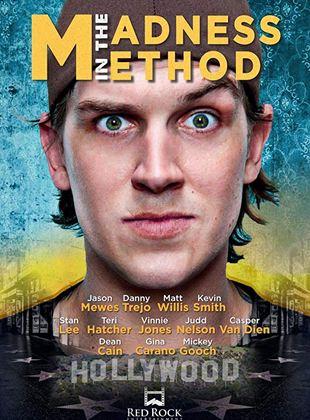 MADNESS
IN THE
METHOD
Jason Danny Matt Kevin
Mewes Trejo Willis Smith
Stan Teri Vinnie Judd Casper
Lee Hatcher Jones Nelson Van Dien
Dean Gina Mickey
Cain Carano Gooch
HOLLYWOOD
RED ROCK
ENTERTAINMENT